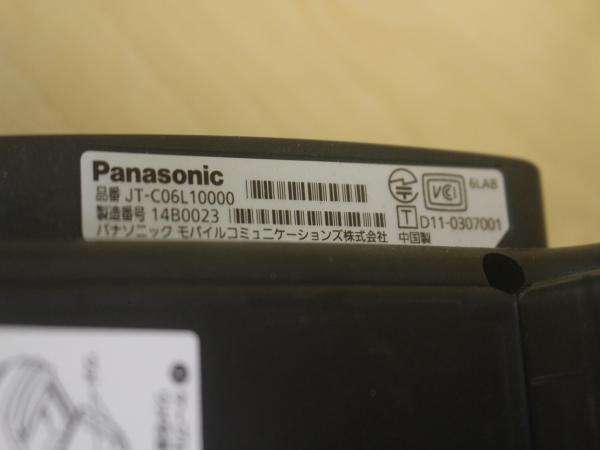 Panasonic
品番 JT-C06L10000
製造番号 14B0023
パナソニック モバイルコミュニケーションズ株式会社 中国製
VCI
6LAB
T D11-0307001